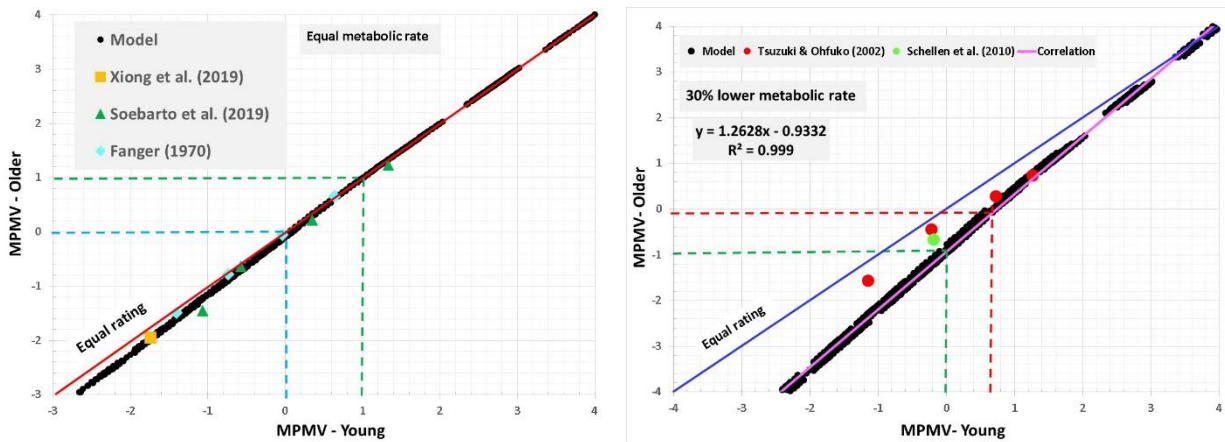 Model
Xiong et al. (2019)
Soebarto et al. (2019)
Fanger (1970)
Equal metabolic rate
Equal rating
MPMV - Older
4
3
2
1
0
-1
-2
-3
-3
-2
-1
0
1
2
3
4
MPMV - Young
Model
Tsuzuki & Ohfuko (2002)
Schellen et al. (2010)
Correlation
30% lower metabolic rate
y = 1.2628x - 0.9332
R² = 0.999
Equal rating
MPMV- Older
4
3
2
1
0
-1
-2
-3
-4
-4
-3
-2
-1
0
1
2
3
4
MPMV- Young